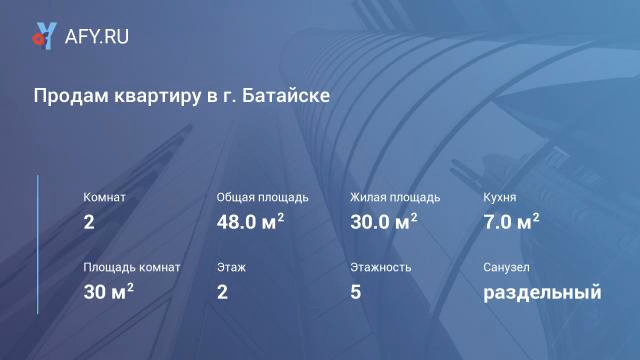 AFY.RU
Продам квартиру в г. Батайске
Комнат
2
Общая площадь
48.0 м²
Жилая площадь
30.0 м²
Кухня
7.0 м²
Площадь комнат
30 м²
Этаж
2
Этажность
5
Санузел
раздельный